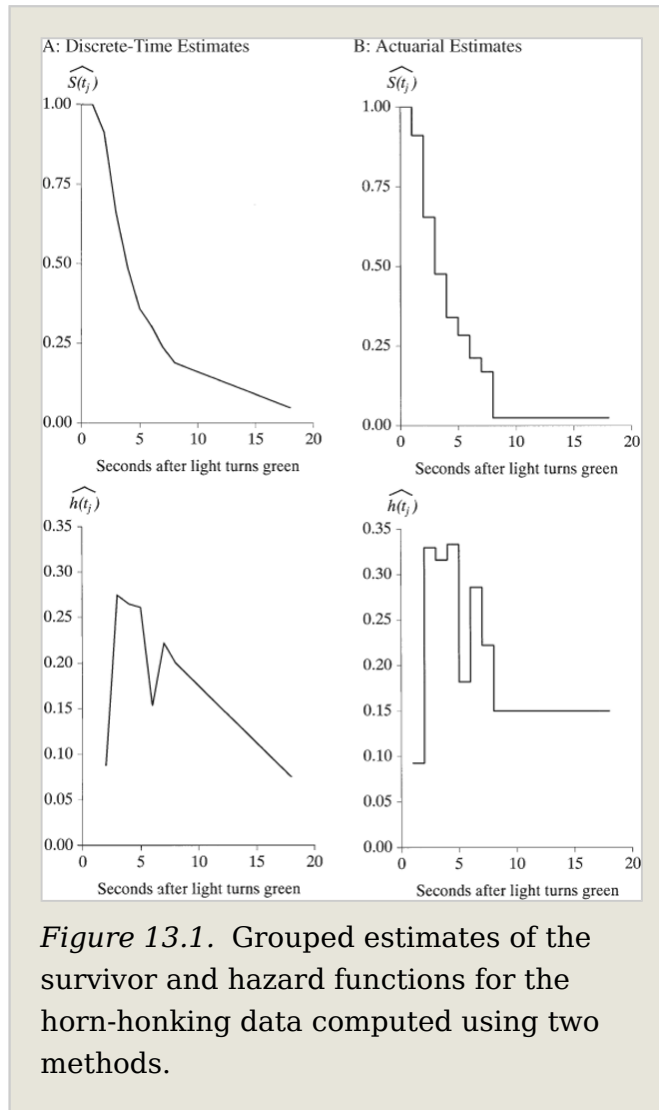 A: Discrete-Time Estimates
S(t_j)
1.00
0.75
0.50
0.25
0.00
0 5 10 15 20
Seconds after light turns green
h(t_j)
0.35
0.30
0.25
0.20
0.15
0.10
0.05
0.00
0 5 10 15 20
Seconds after light turns green
B: Actuarial Estimates
S(t_j)
1.00
0.75
0.50
0.25
0.00
0 5 10 15 20
Seconds after light turns green
h(t_j)
0.35
0.30
0.25
0.20
0.15
0.10
0.05
0.00
0 5 10 15 20
Seconds after light turns green
Figure 13.1. Grouped estimates of the
survivor and hazard functions for the
horn-honking data computed using two
methods.